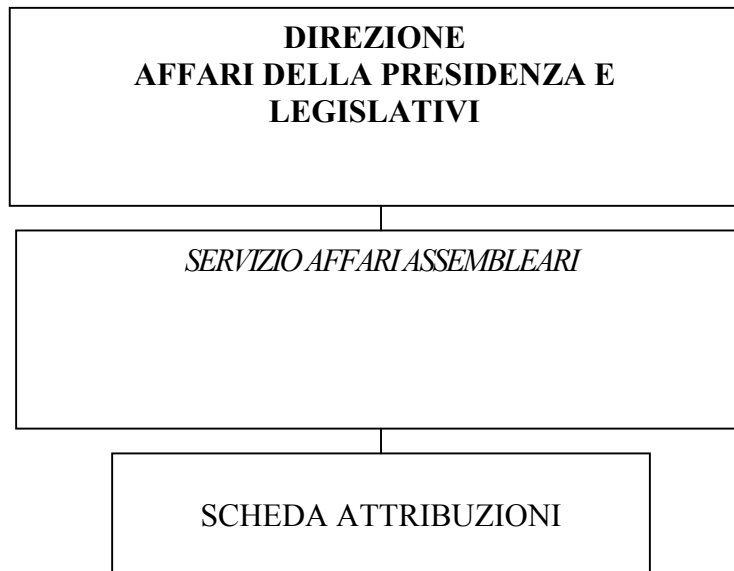 DIREZIONE
AFFARI DELLA PRESIDENZA E
LEGISLATIVI
SERVIZIO AFFARI ASSEMBLEARI
SCHEDA ATTRIBUZIONI